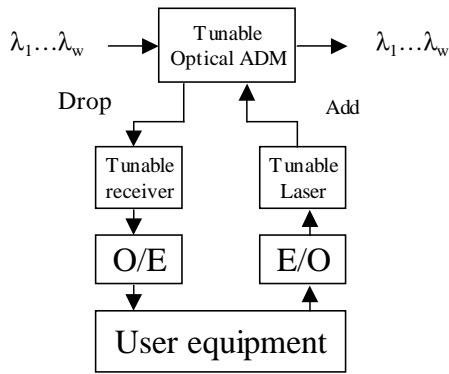 λ1…λw
Tunable
Optical ADM
λ1…λw
Drop
Add
Tunable
receiver
Tunable
Laser
O/E
E/O
User equipment